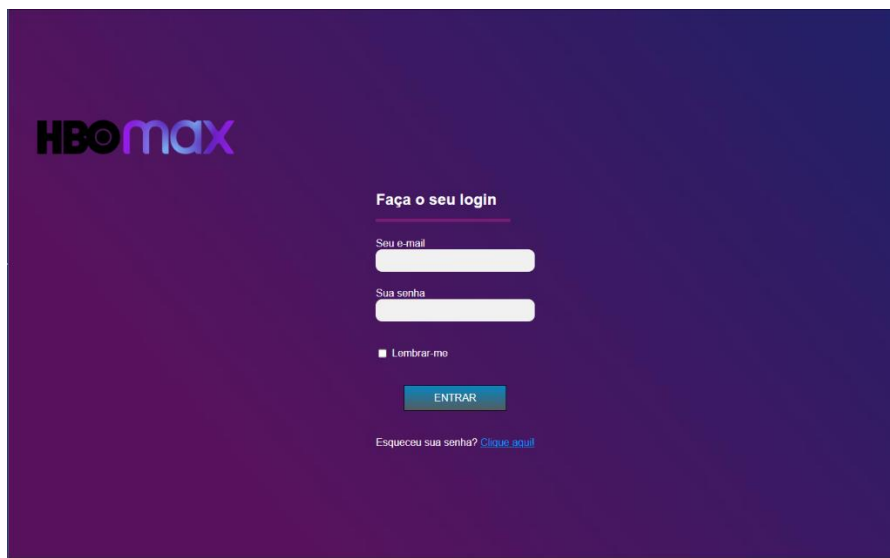 HBOmax
Faça o seu login
Seu e-mail
Sua senha
Lembrar-me
ENTRAR
Esqueceu sua senha? Clique aqui!